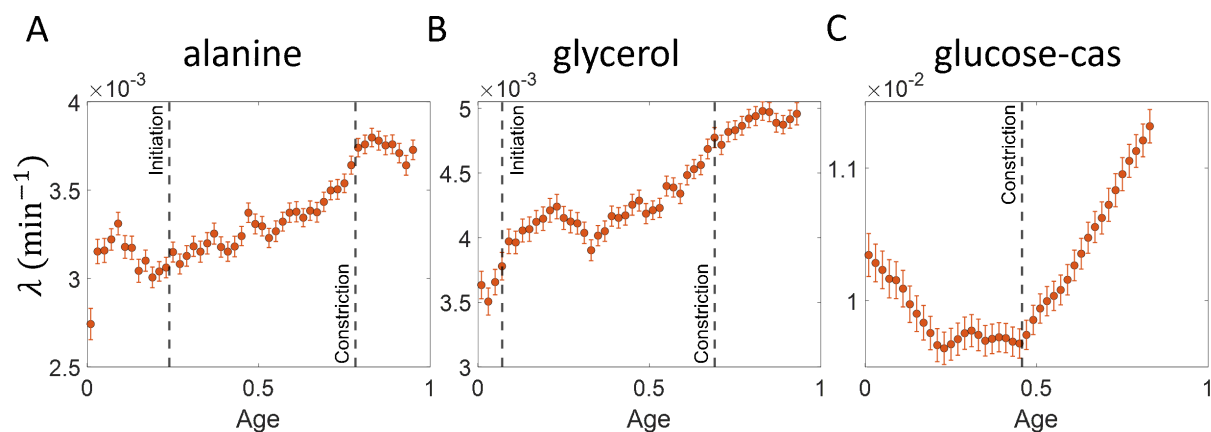 A
alanine
×10⁻³
4
3.5
3
2.5
λ (min⁻¹)
Initiation
Constriction
0
0.5
1
Age
B
glycerol
×10⁻³
5
4.5
4
3.5
3
Initiation
Constriction
0
0.5
1
Age
C
glucose-cas
×10⁻²
1.1
1
Constriction
0
0.5
1
Age